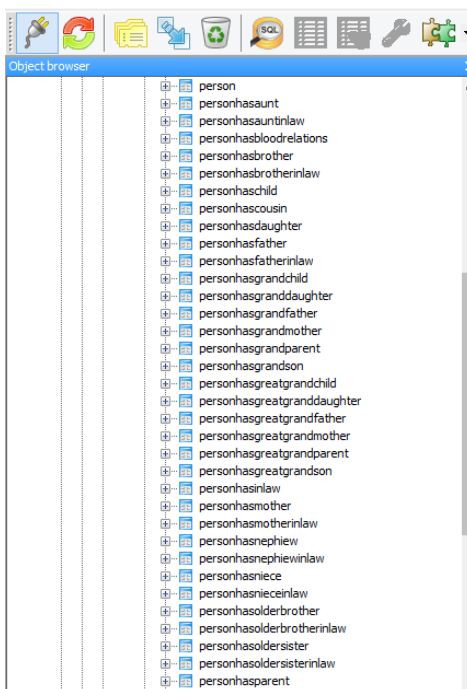 SQL
Object browser
person
personhasaunt
personhasauntinlaw
personhasbloodrelations
personhasbrother
personhasbrotherinlaw
personhaschild
personhascousin
personhasdaughter
personhasfather
personhasfatherinlaw
personhasgrandchild
personhasgranddaughter
personhasgrandfather
personhasgrandmother
personhasgrandparent
personhasgrandson
personhasgreatgrandchild
personhasgreatgranddaughter
personhasgreatgrandfather
personhasgreatgrandmother
personhasgreatgrandparent
personhasgreatgrandson
personhasinlaw
personhasmother
personhasmotherinlaw
personhasnephiew
personhasnephiewinlaw
personhasniece
personhasnieceinlaw
personhasolderbrother
personhasolderbrotherinlaw
personhasoldersister
personhasoldersisterinlaw
personhasparent